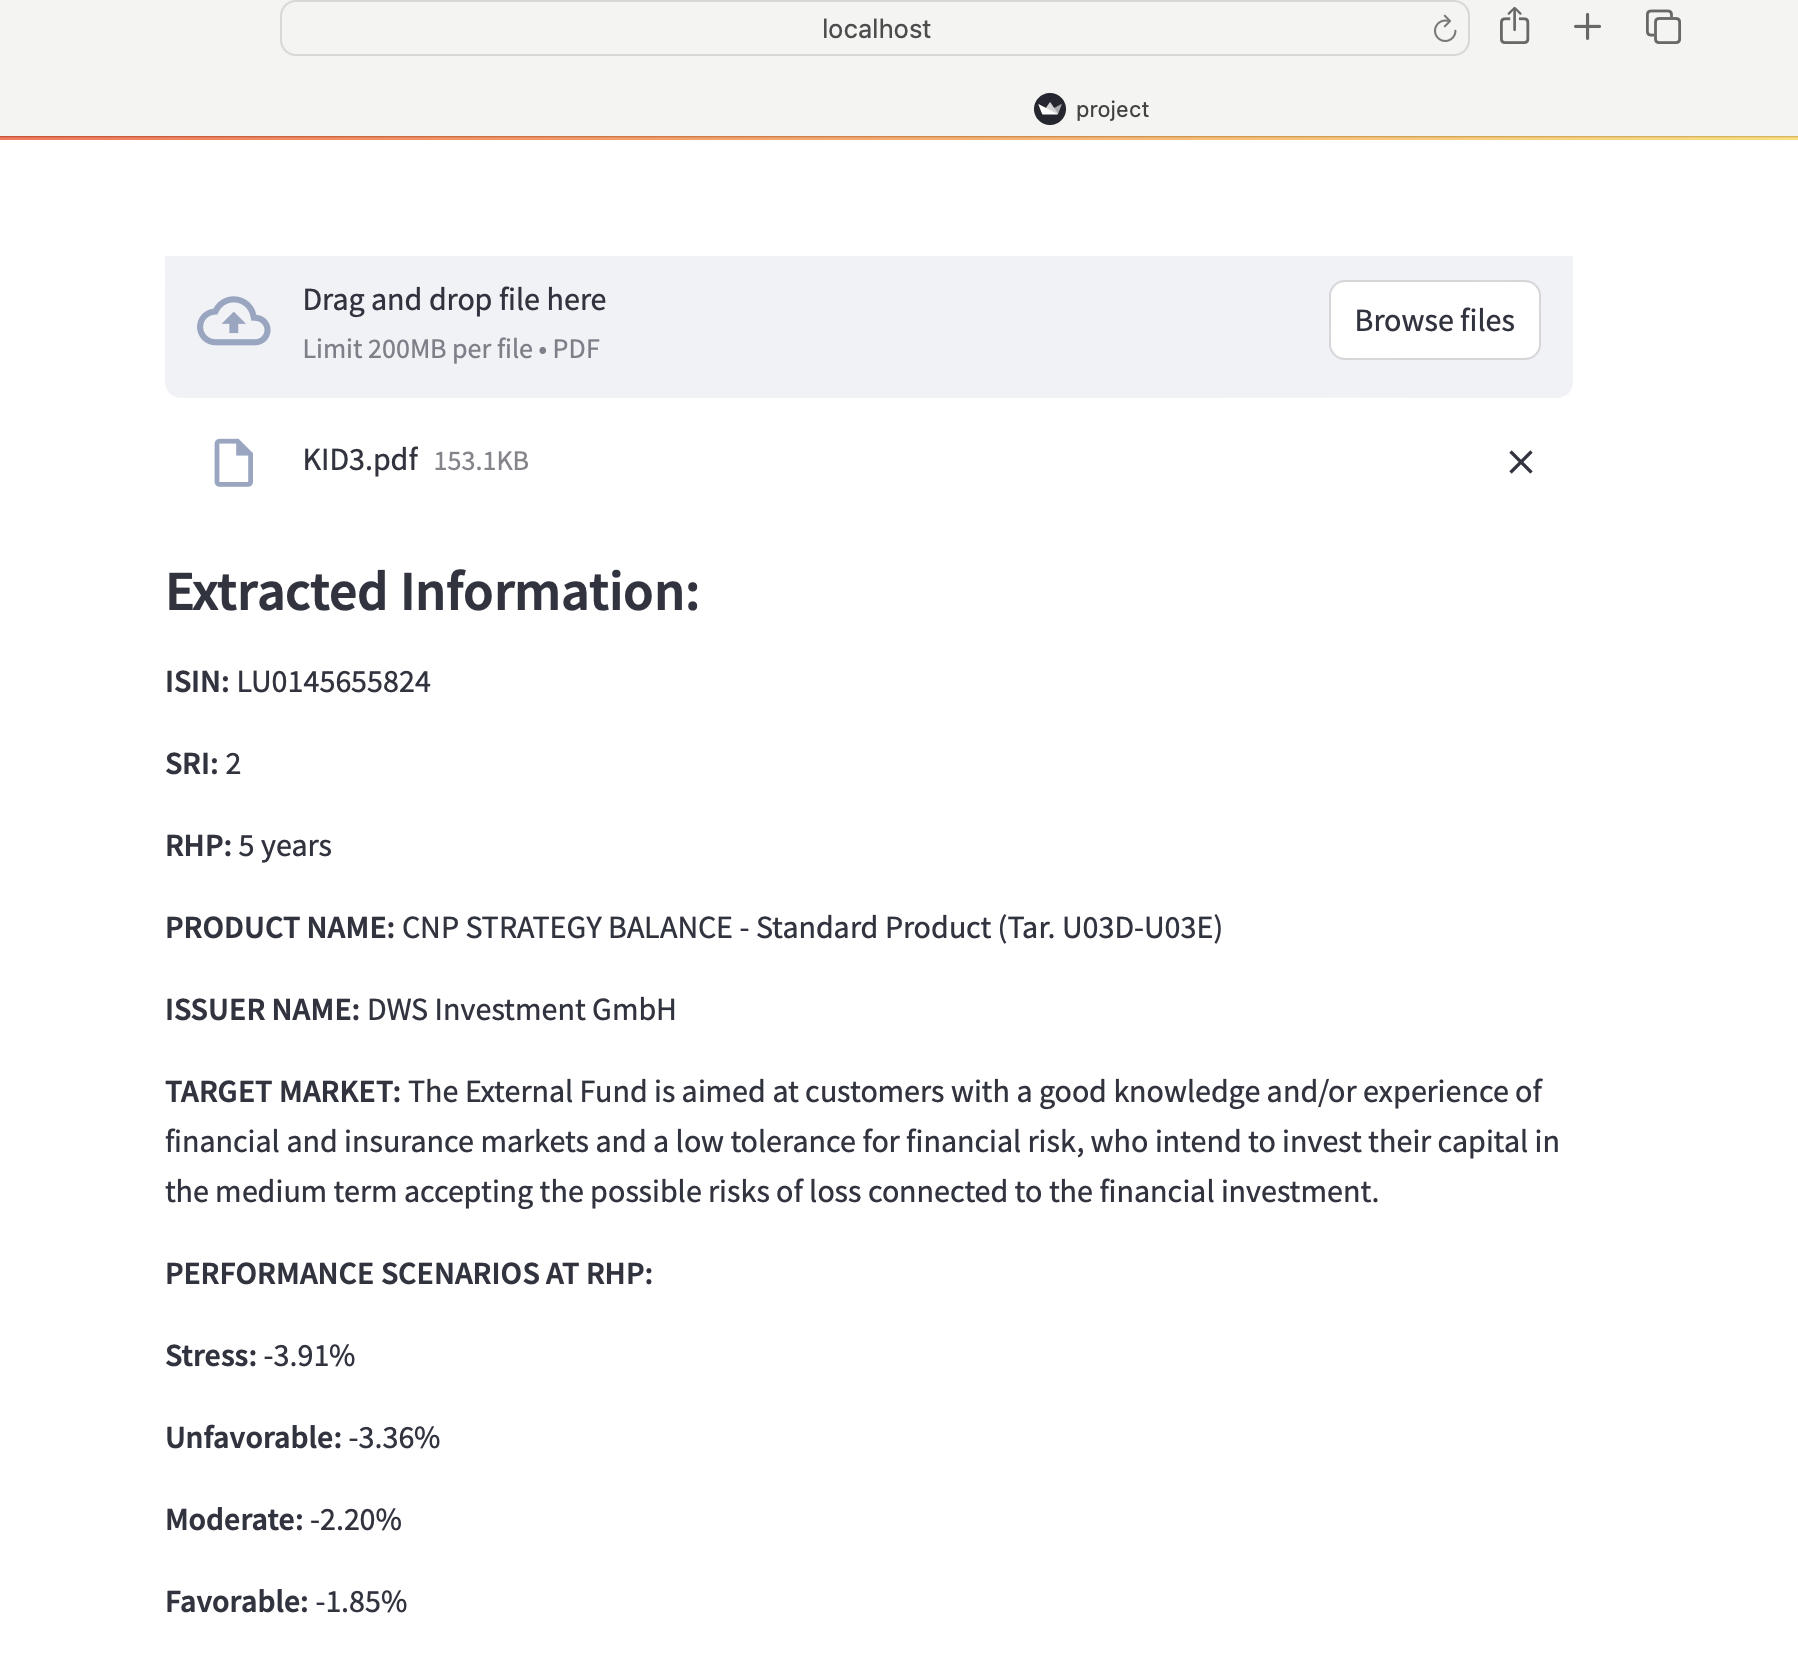 localhost
project
Drag and drop file here
Limit 200MB per file • PDF
Browse files
KID3.pdf 153.1KB
Extracted Information:
ISIN: LU0145655824
SRI: 2
RHP: 5 years
PRODUCT NAME: CNP STRATEGY BALANCE - Standard Product (Tar. U03D-U03E)
ISSUER NAME: DWS Investment GmbH
TARGET MARKET: The External Fund is aimed at customers with a good knowledge and/or experience of
financial and insurance markets and a low tolerance for financial risk, who intend to invest their capital in
the medium term accepting the possible risks of loss connected to the financial investment.
PERFORMANCE SCENARIOS AT RHP:
Stress: -3.91%
Unfavorable: -3.36%
Moderate: -2.20%
Favorable: -1.85%